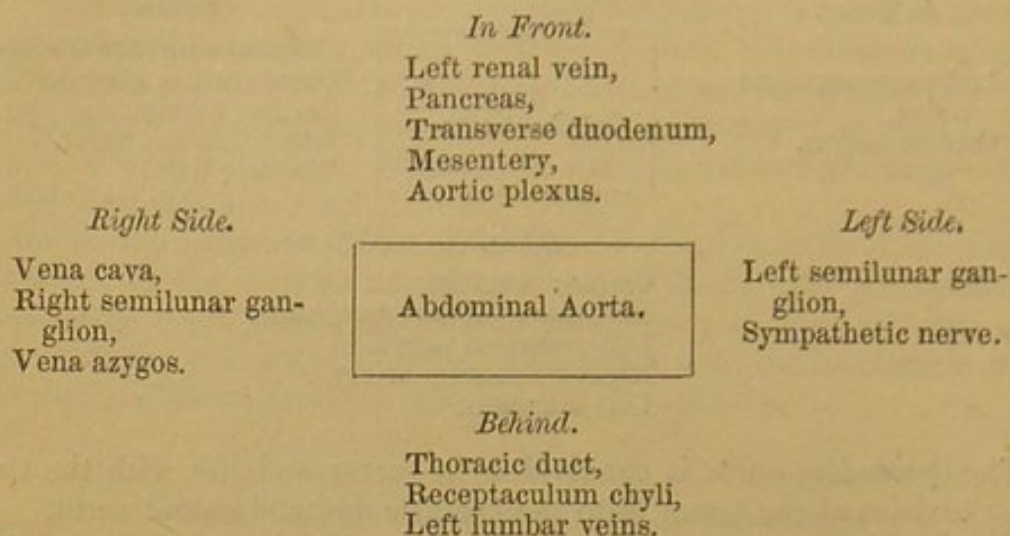 In Front.
Left renal vein,
Pancreas,
Transverse duodenum,
Mesentery,
Aortic plexus.
Right Side.
Vena cava,
Right semilunar gan-
glion,
Vena azygos.
Abdominal Aorta.
Left Side.
Left semilunar gan-
glion,
Sympathetic nerve.
Behind.
Thoracic duct,
Receptaculum chyli,
Left lumbar veins.